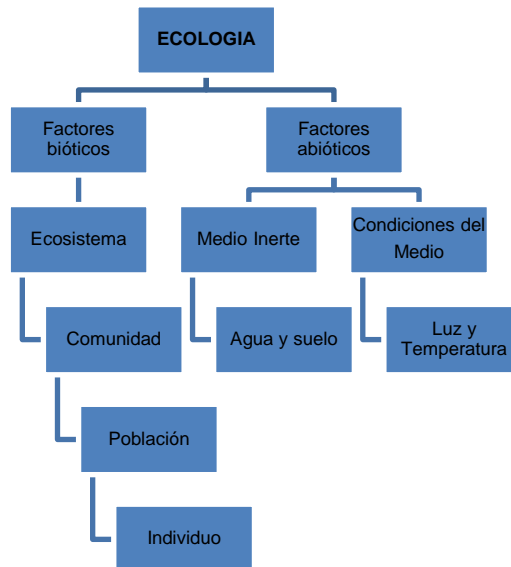 ECOLOGIA
Factores
bióticos
Factores
abióticos
Ecosistema
Medio Inerte
Condiciones del
Medio
Comunidad
Agua y suelo
Luz y
Temperatura
Población
Individuo